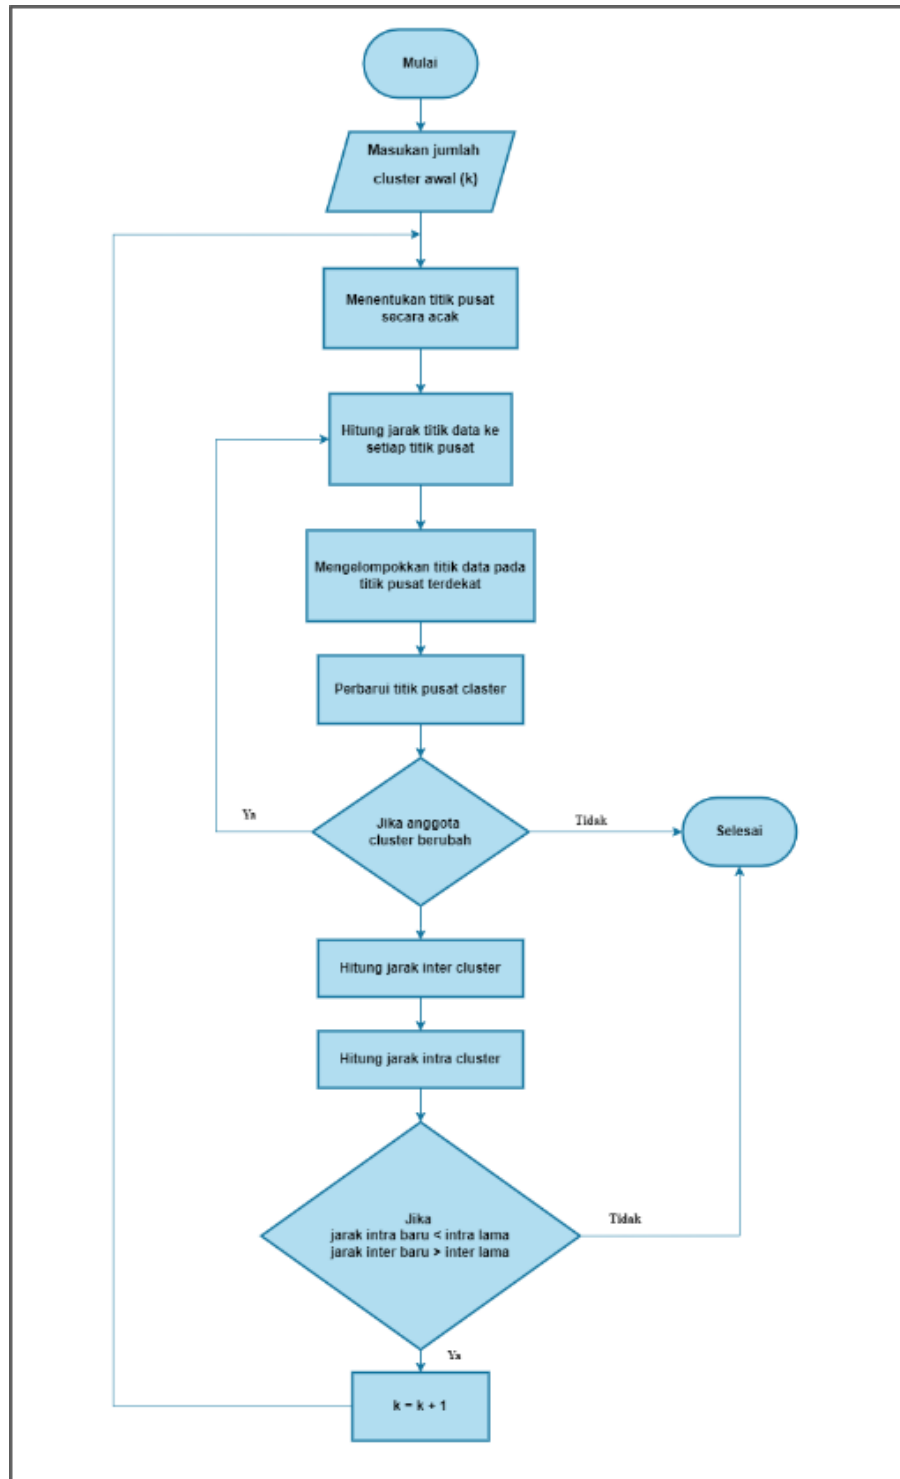 Mulai
Masukan jumlah
cluster awal (k)
Menentukan titik pusat
secara acak
Hitung jarak titik data ke
setiap titik pusat
Mengelompokkan titik data pada
titik pusat terdekat
Perbarui titik pusat claster
Ya
Jika anggota
cluster berubah
Tidak
Selesai
Hitung jarak inter cluster
Hitung jarak intra cluster
Jika
jarak intra baru < intra lama
jarak inter baru > inter lama
Tidak
Ya
k = k + 1